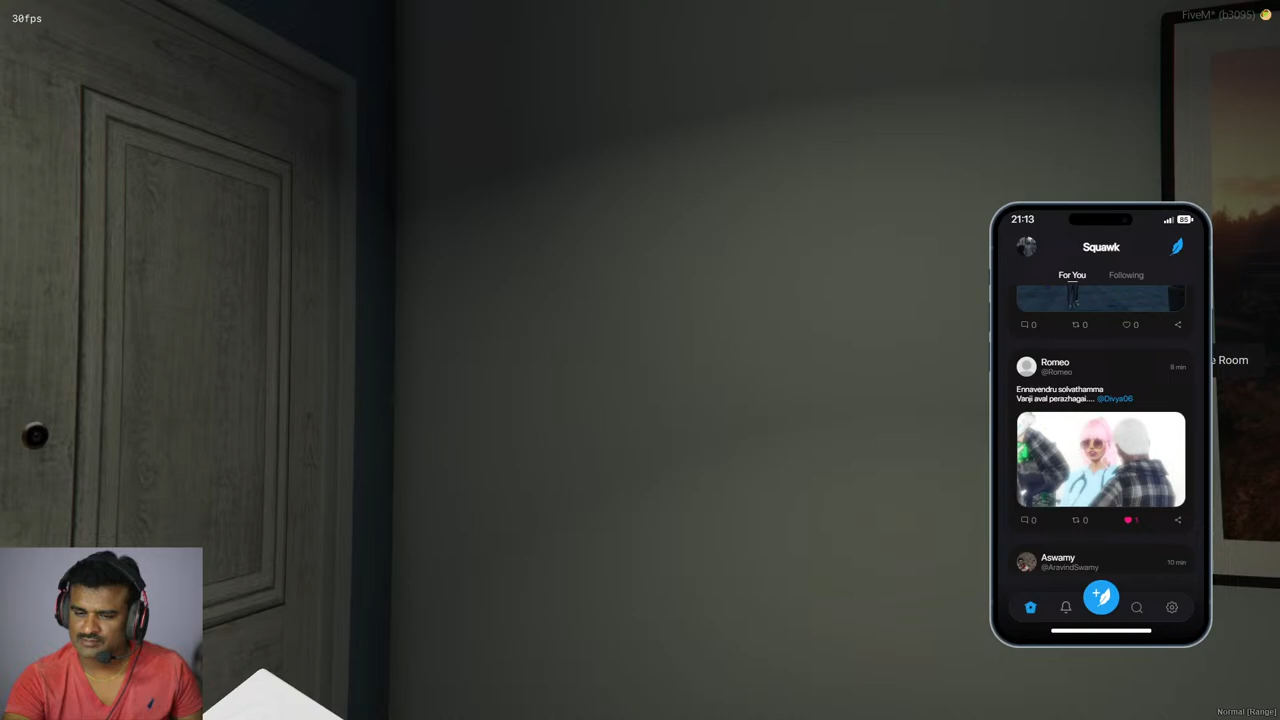 30fps
FiveM* (b3095)
21:13
85
Squawk
For You
Following
0
0
0
Romeo
@Romeo
8 min
Ennavendru solvathamma
Vanji aval perazhagai.... @Divya06
0
0
1
Aswamy
@AravindSwamy
10 min
Room
Normal [Range]